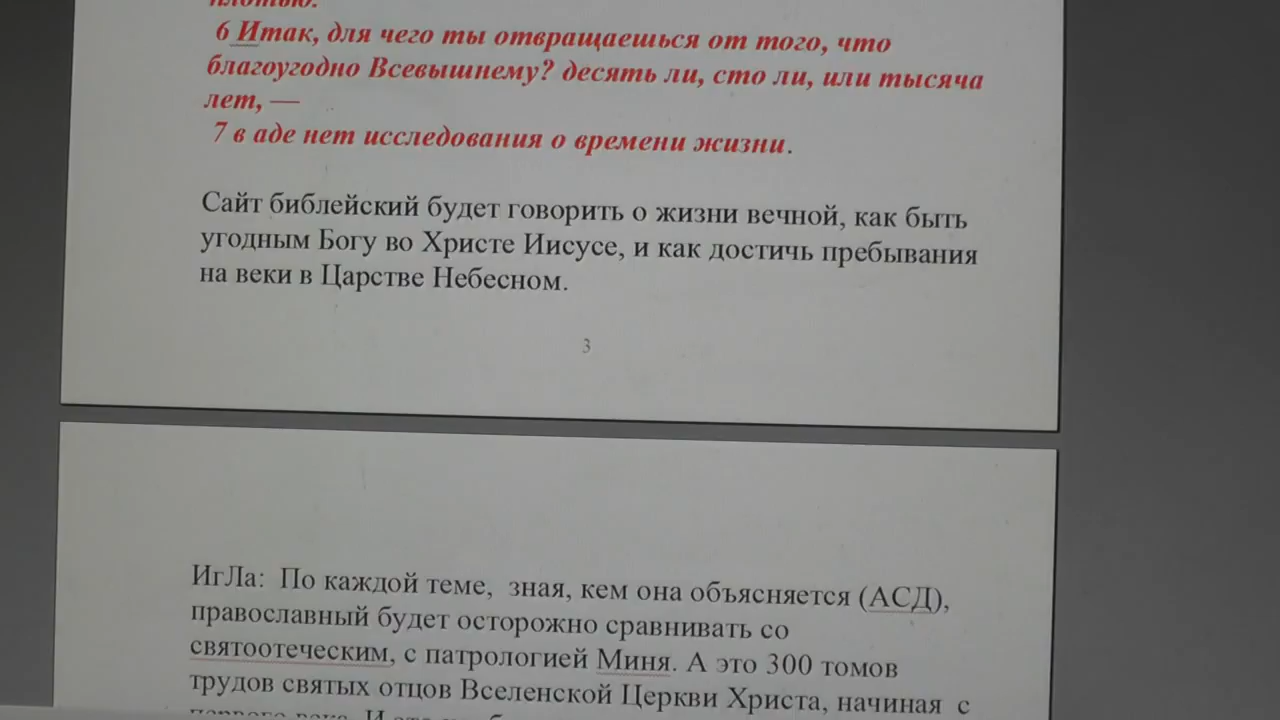 плотью.
6 Итак, для чего ты отвращаешься от того, что
благоугодно Всевышнему? десять ли, сто ли, или тысяча
лет, —
7 в аде нет исследования о времени жизни.
Сайт библейский будет говорить о жизни вечной, как быть
угодным Богу во Христе Иисусе, и как достичь пребывания
на веки в Царстве Небесном.
3
ИгЛа: По каждой теме, зная, кем она объясняется (АСД),
православный будет осторожно сравнивать со
святоотеческим, с патрологией Миня. А это 300 томов
трудов святых отцов Вселенской Церкви Христа, начиная с